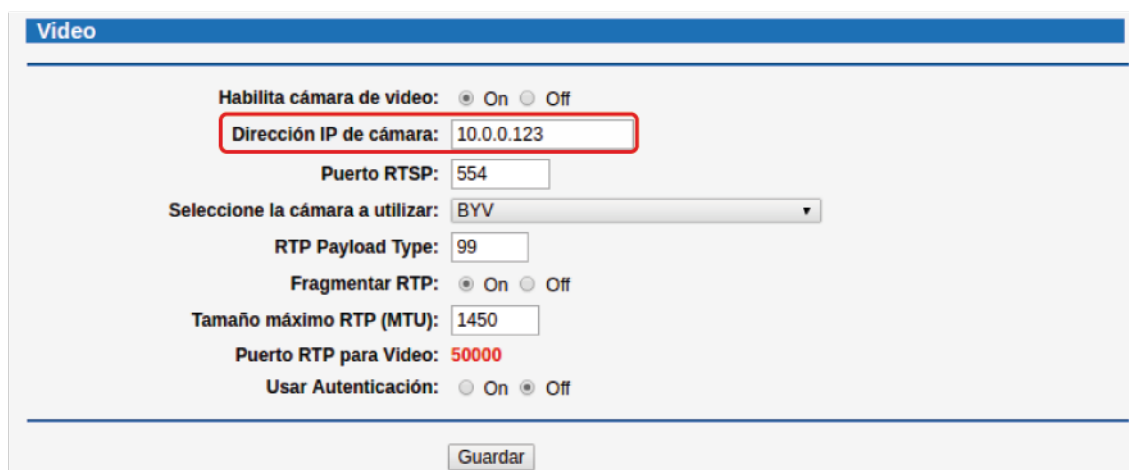 Video
Habilita cámara de video: On Off
Dirección IP de cámara: 10.0.0.123
Puerto RTSP: 554
Seleccione la cámara a utilizar: BYV
RTP Payload Type: 99
Fragmentar RTP: On Off
Tamaño máximo RTP (MTU): 1450
Puerto RTP para Video: 50000
Usar Autenticación: On Off
Guardar